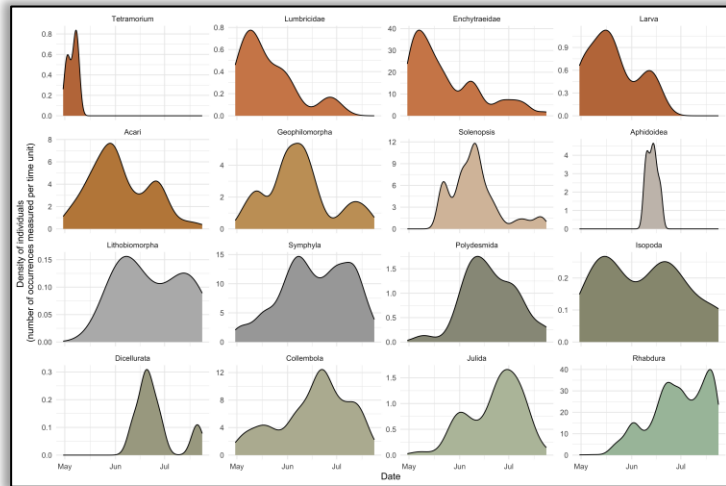 Tetramorium Lumbricidae Enchytraeidae Larva
0.8 0.6 0.4 0.2 0.0
0.8 0.6 0.4 0.2 0.0
40 30 20 10 0
0.9 0.6 0.3 0.0
Acari Geophilomorpha Solenopsis Aphidoidea
8 6 4 2 0
4 2 0
12 9 6 3 0
4 3 2 1 0
Density of individuals
(number of occurrences measured per time unit)
Lithobiomorpha Symphyla Polydesmida Isopoda
0.15 0.10 0.05 0.00
15 10 5 0
1.5 1.0 0.5 0.0
0.2 0.1 0.0
Dicellurata Collembola Julida Rhabdura
0.3 0.2 0.1 0.0
12 8 4 0
1.5 1.0 0.5 0.0
40 30 20 10 0
May Jun Jul May Jun Jul May Jun Jul May Jun Jul
Date